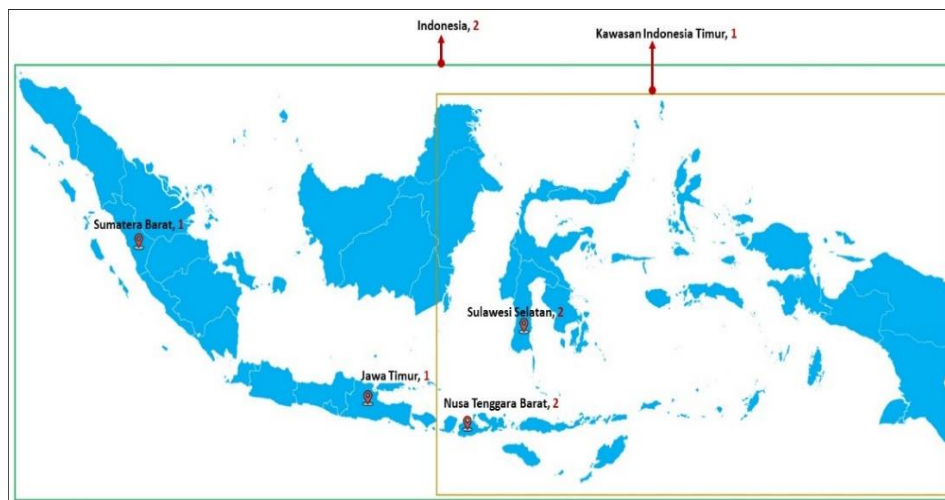 Indonesia, 2
Kawasan Indonesia Timur, 1
Sumatera Barat, 1
Sulawesi Selatan, 2
Jawa Timur, 1
Nusa Tenggara Barat, 2